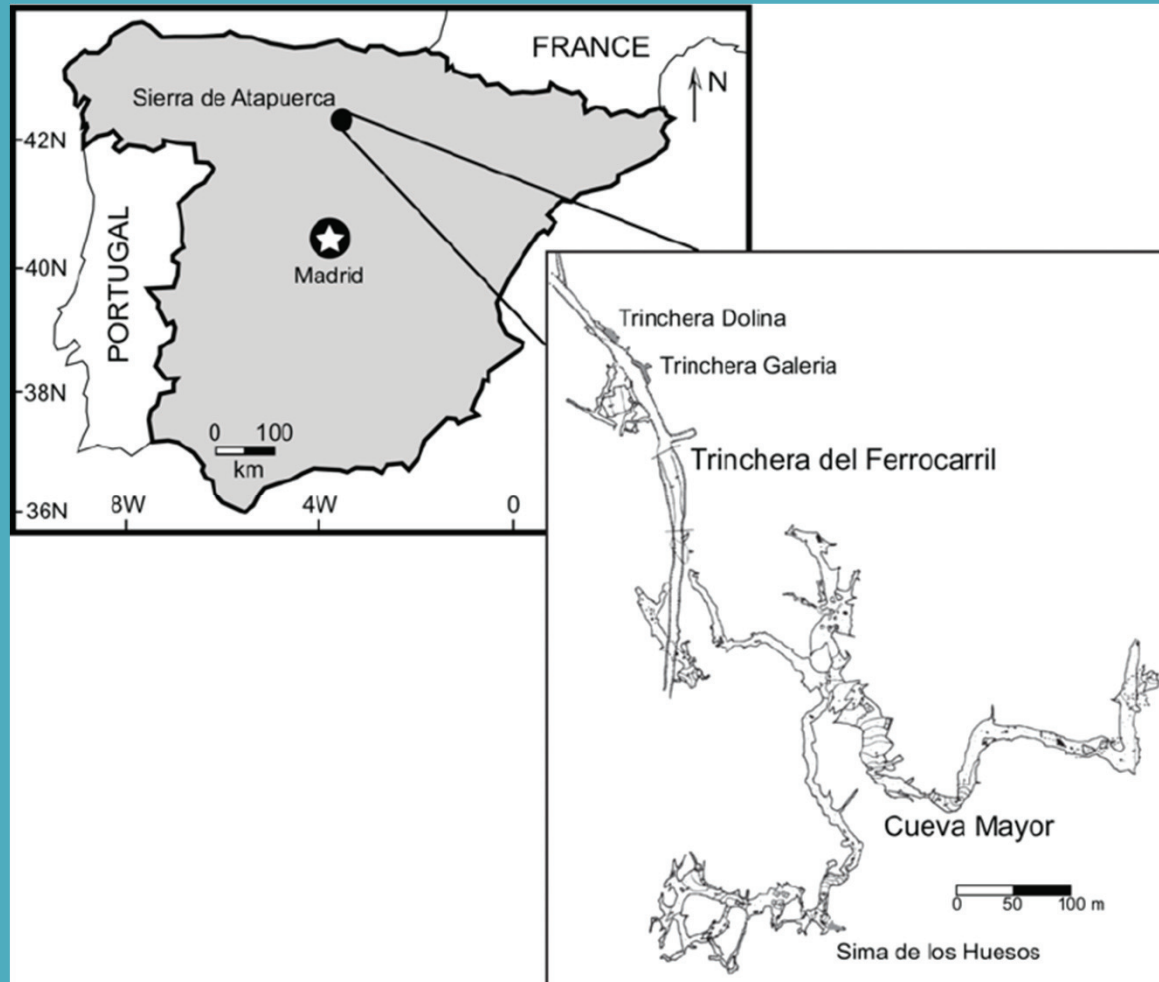 FRANCE
N
Sierra de Atapuerca
42N
PORTUGAL
40N
Madrid
38N
0 100
km
36N
8W 4W 0
Trinchera Dolina
Trinchera Galeria
Trinchera del Ferrocarril
Cueva Mayor
0 50 100 m
Sima de los Huesos